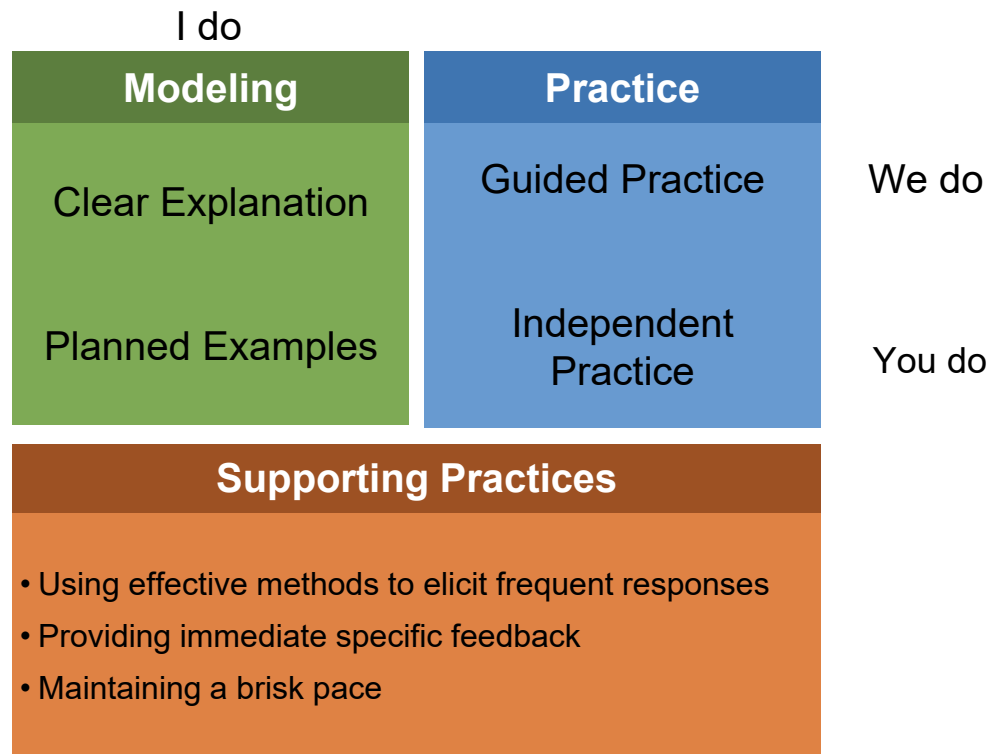 I do
Modeling
Clear Explanation
Planned Examples
Practice
Guided Practice
We do
Independent
Practice
You do
Supporting Practices
• Using effective methods to elicit frequent responses
• Providing immediate specific feedback
• Maintaining a brisk pace